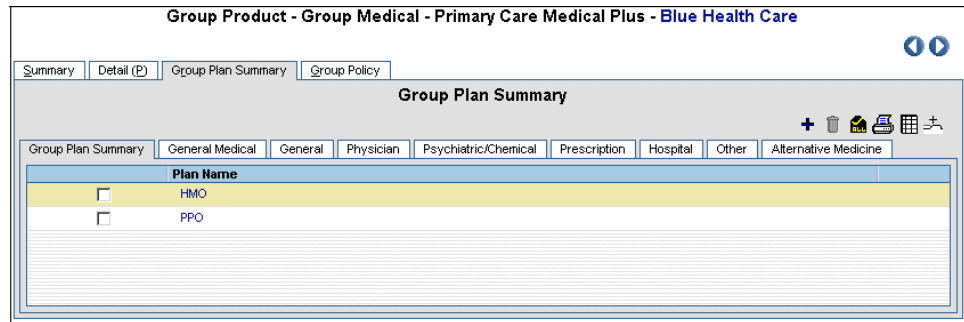 Group Product - Group Medical - Primary Care Medical Plus - Blue Health Care
Summary Detail (P) Group Plan Summary Group Policy
Group Plan Summary
ALL
Group Plan Summary General Medical General Physician Psychiatric/Chemical Prescription Hospital Other Alternative Medicine
Plan Name
HMO
PPO